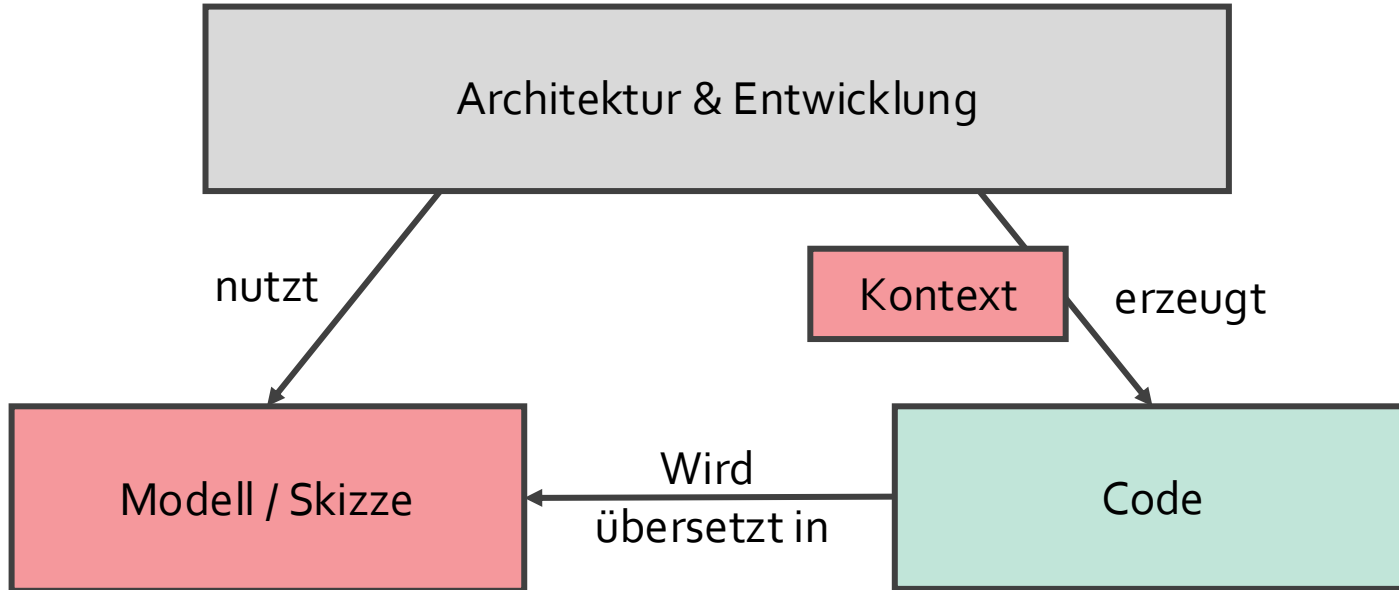 Architektur & Entwicklung
nutzt
Kontext
erzeugt
Modell / Skizze
Wird
übersetzt in
Code